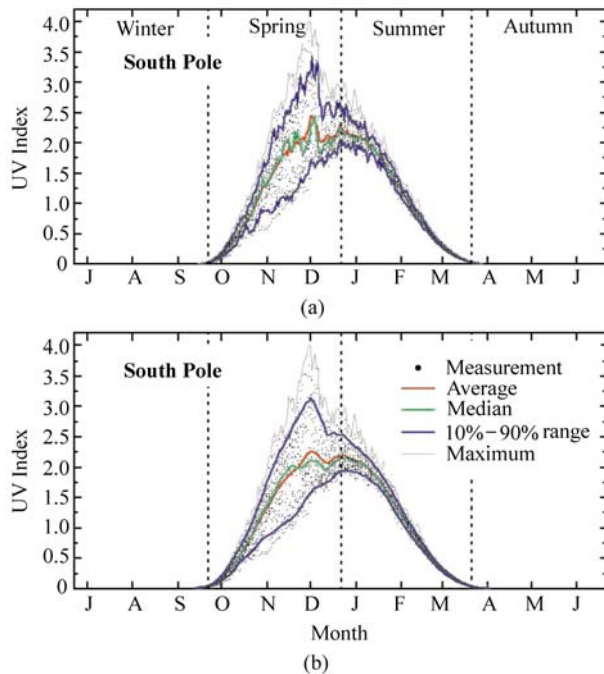 Winter Spring Summer Autumn
South Pole
4.0
3.5
3.0
2.5
2.0
1.5
1.0
0.5
0
UV Index
J A S O N D J F M A M J
(a)
4.0
3.5
3.0
2.5
2.0
1.5
1.0
0.5
0
UV Index
South Pole
Measurement
Average
Median
10%–90% range
Maximum
J A S O N D J F M A M J
Month
(b)